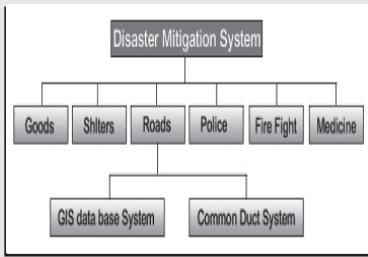 Disaster Mitigation System
Goods Shlters Roads Police Fire Fight Medicine
GIS data base System Common Duct System